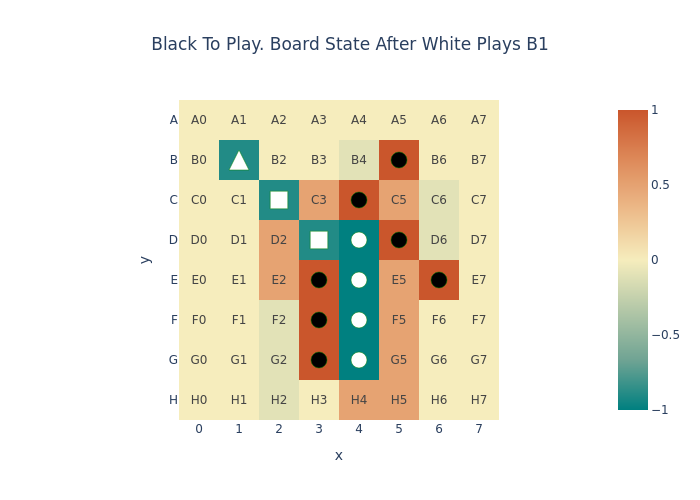 Black To Play. Board State After White Plays B1
A A0 A1 A2 A3 A4 A5 A6 A7
B B0 B2 B3 B4 B6 B7
C C0 C1 C3 C5 C6 C7
D D0 D1 D2 D6 D7
E E0 E1 E2 E5 E7
F F0 F1 F2 F5 F6 F7
G G0 G1 G2 G5 G6 G7
H H0 H1 H2 H3 H4 H5 H6 H7
0 1 2 3 4 5 6 7
x
y
1
0.5
0
−0.5
−1